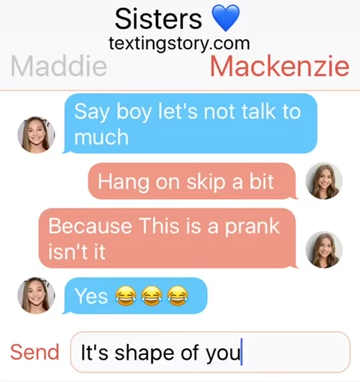 Sisters 💙
textingstory.com
Maddie
Mackenzie
Say boy let's not talk to
much
Hang on skip a bit
Because This is a prank
isn't it
Yes 😂😂😂
Send
It's shape of you